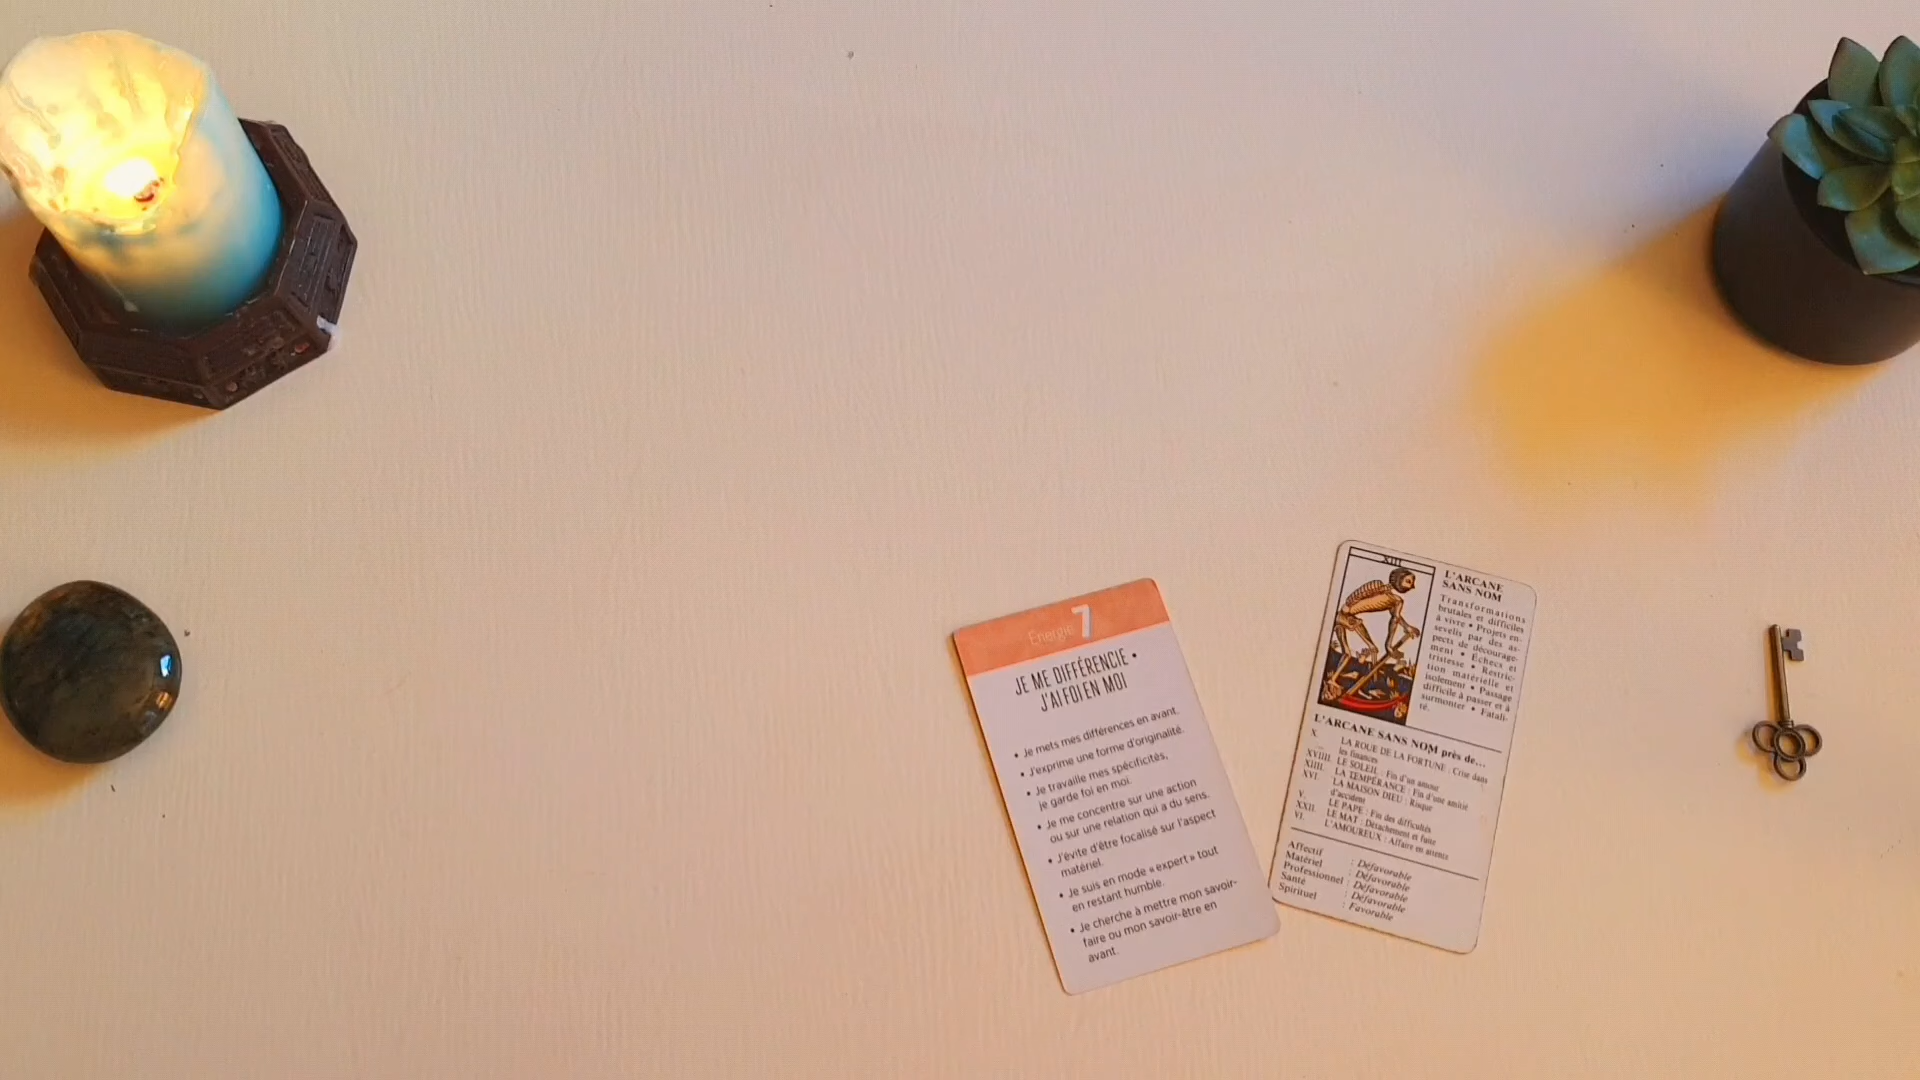 Énergie 7
JE ME DIFFÉRENCIE •
J'AI FOI EN MOI
• Je mets mes différences en avant.
• J'exprime une forme d'originalité.
• Je travaille mes spécificités,
je garde foi en moi.
• Je me concentre sur une action
ou sur une relation qui a du sens.
• J'évite d'être focalisé sur l'aspect
matériel.
• Je suis en mode « expert » tout
en restant humble.
• Je cherche à mettre mon savoir-
faire ou mon savoir-être en
avant.
XIII
L'ARCANE
SANS NOM
Transformations
brutales et difficiles
à vivre • Projets en-
sevelis par des as-
pects de décourage-
ment • Échecs et
tristesse • Restric-
tion matérielle et
isolement • Passage
difficile à passer et à
surmonter • Fatali-
té.
L'ARCANE SANS NOM près de...
X. LA ROUE DE LA FORTUNE : Crise dans
les finances
XVIIII. LE SOLEIL : Fin d'un amour
XIIII. LA TEMPÉRANCE : Fin d'une amitié
XVI. LA MAISON DIEU : Risque
d'accident
V. LE PAPE : Fin des difficultés
XXII. LE MAT : Détachement et fuite
VI. L'AMOUREUX : Affaire en attente
Affectif : Défavorable
Matériel : Défavorable
Professionnel : Défavorable
Santé : Défavorable
Spirituel : Favorable